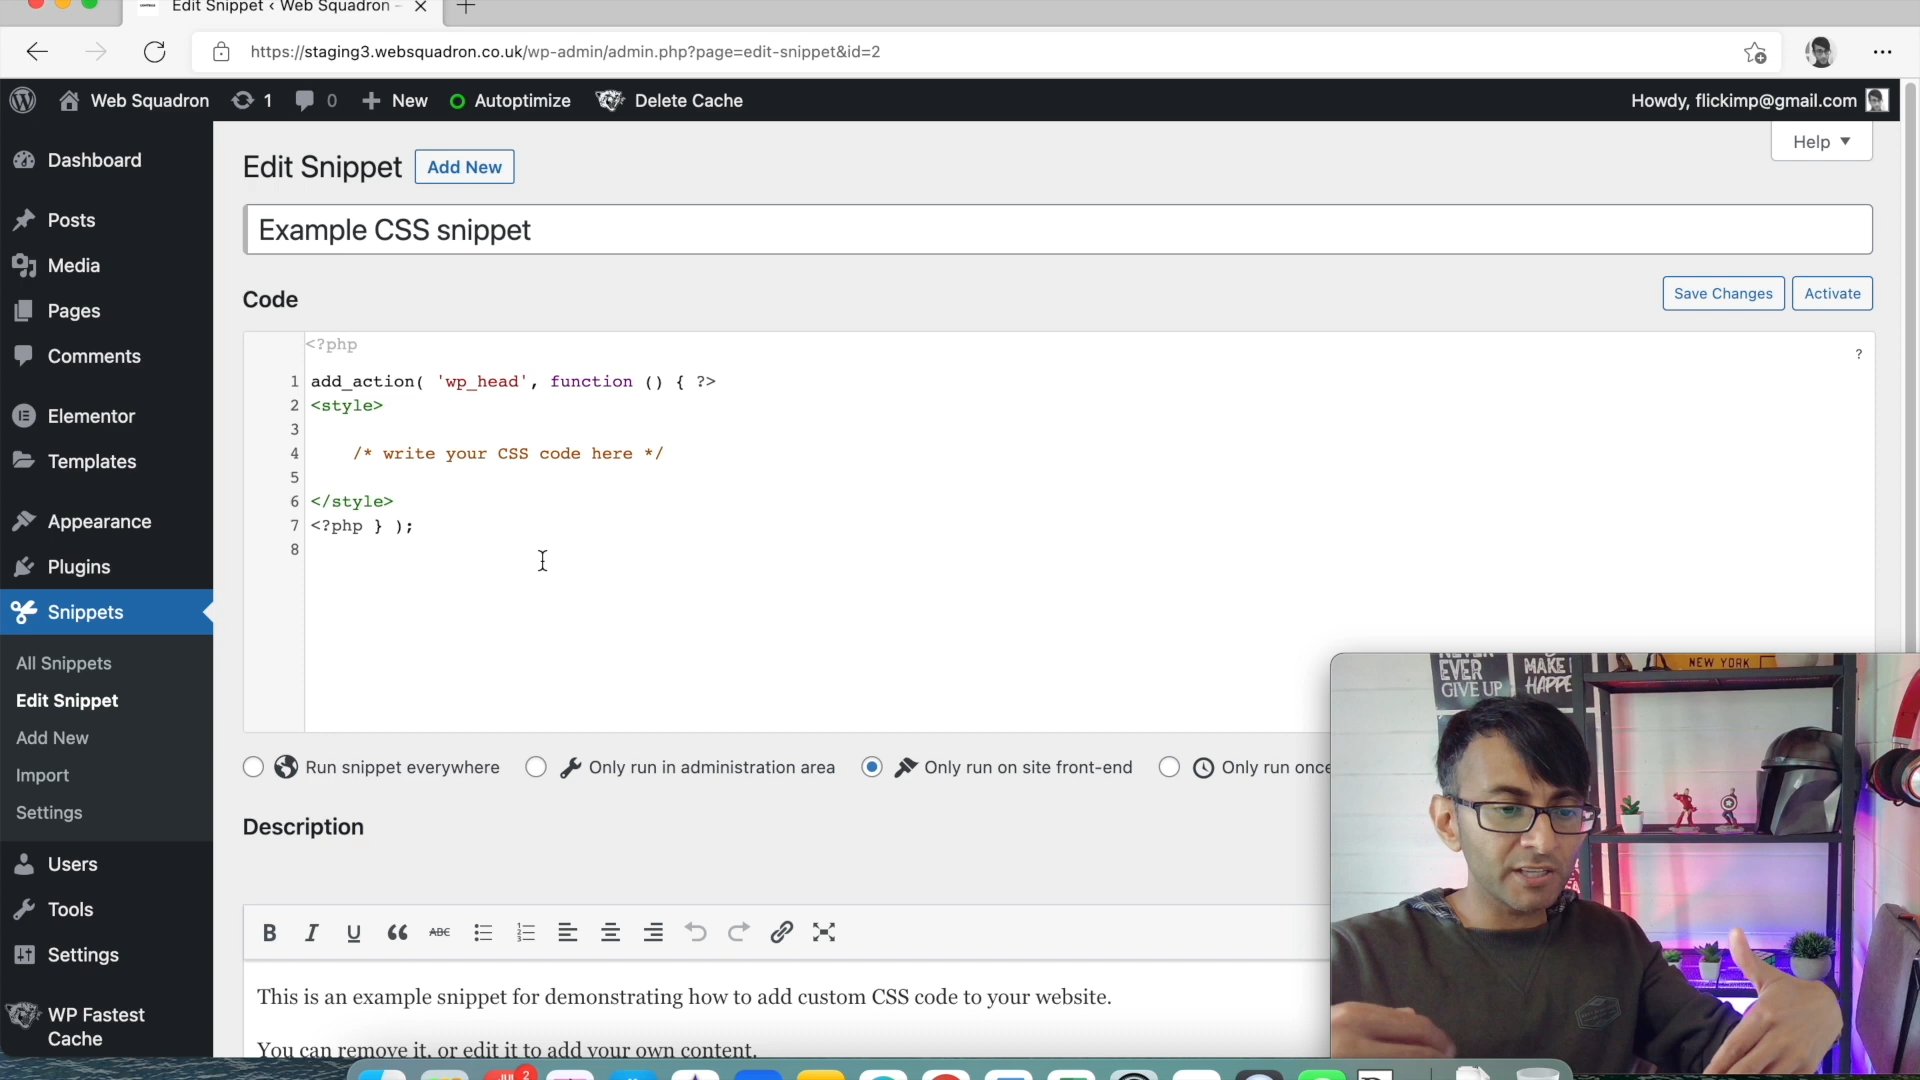 Edit Snippet ‹ Web Squadron –
https://staging3.websquadron.co.uk/wp-admin/admin.php?page=edit-snippet&id=2
Web Squadron 1 0 New Autoptimize Delete Cache Howdy, flickimp@gmail.com
Help
Dashboard
Posts
Media
Pages
Comments
Elementor
Templates
Appearance
Plugins
Snippets
All Snippets
Edit Snippet
Add New
Import
Settings
Users
Tools
Settings
WP Fastest
Cache
Edit Snippet Add New
Example CSS snippet
Code
Save Changes Activate
<?php
?
1 add_action( 'wp_head', function () { ?>
2 <style>
3
4 /* write your CSS code here */
5
6 </style>
7 <?php } );
8
Run snippet everywhere Only run in administration area Only run on site front-end Only run once
Description
B I U ABC
This is an example snippet for demonstrating how to add custom CSS code to your website.
You can remove it, or edit it to add your own content.
NEVER
EVER
GIVE UP
MAKE I
HAPPE
NEW YORK
2